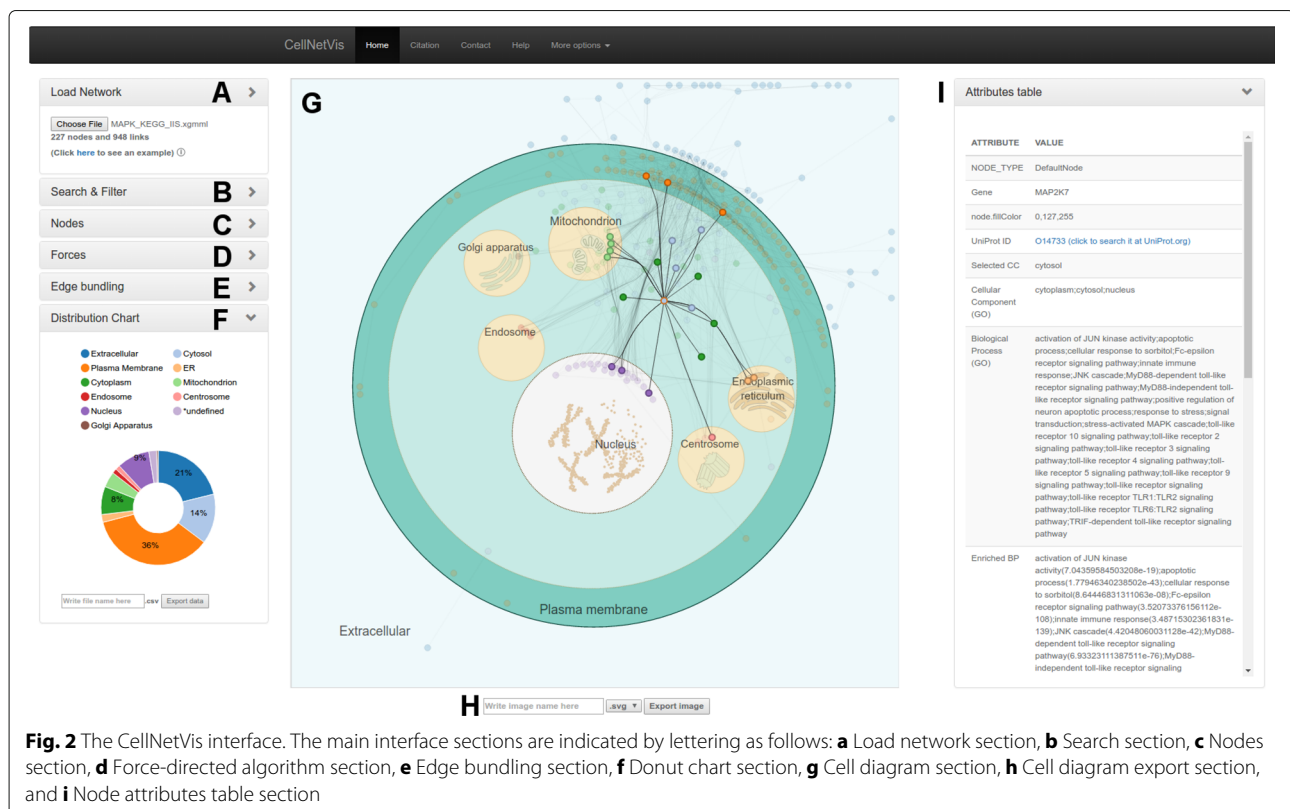 CellNetVis Home Citation Contact Help More options
Load Network A
Choose File MAPK_KEGG_IIS.xgmml
227 nodes and 948 links
(Click here to see an example)
Search & Filter B
Nodes C
Forces D
Edge bundling E
Distribution Chart F
Extracellular Cytosol
Plasma Membrane ER
Cytoplasm Mitochondrion
Endosome Centrosome
Nucleus *undefined
Golgi Apparatus
9%
21%
8%
14%
36%
Write file name here .csv Export data
G
Mitochondrion
Golgi apparatus
Endosome
Endoplasmic
reticulum
Nucleus
Centrosome
Plasma membrane
Extracellular
H Write image name here .svg Export image
I Attributes table
ATTRIBUTE VALUE
NODE_TYPE DefaultNode
Gene MAP2K7
node.fillColor 0,127,255
UniProt ID O14733 (click to search it at UniProt.org)
Selected CC cytosol
Cellular
Component
(GO)
cytoplasm;cytosol;nucleus
Biological
Process
(GO)
activation of JUN kinase activity;apoptotic
process;cellular response to sorbitol;Fc-epsilon
receptor signaling pathway;innate immune
response;JNK cascade;MyD88-dependent toll-like
receptor signaling pathway;MyD88-independent toll-
like receptor signaling pathway;positive regulation of
neuron apoptotic process;response to stress;signal
transduction;stress-activated MAPK cascade;toll-like
receptor 10 signaling pathway;toll-like receptor 2
signaling pathway;toll-like receptor 3 signaling
pathway;toll-like receptor 4 signaling pathway;toll-
like receptor 5 signaling pathway;toll-like receptor 9
signaling pathway;toll-like receptor signaling
pathway;toll-like receptor TLR1:TLR2 signaling
pathway;toll-like receptor TLR6:TLR2 signaling
pathway;TRIF-dependent toll-like receptor signaling
pathway
Enriched BP activation of JUN kinase
activity(7.04359584503208e-19);apoptotic
process(1.77946340238502e-43);cellular response
to sorbitol(8.64446831311063e-08);Fc-epsilon
receptor signaling pathway(3.52073376156112e-
108);innate immune response(3.48715302361831e-
139);JNK cascade(4.42048060031128e-42);MyD88-
dependent toll-like receptor signaling
pathway(6.93323111387511e-76);MyD88-
independent toll-like receptor signaling
Fig. 2 The CellNetVis interface. The main interface sections are indicated by lettering as follows: a Load network section, b Search section, c Nodes
section, d Force-directed algorithm section, e Edge bundling section, f Donut chart section, g Cell diagram section, h Cell diagram export section,
and i Node attributes table section